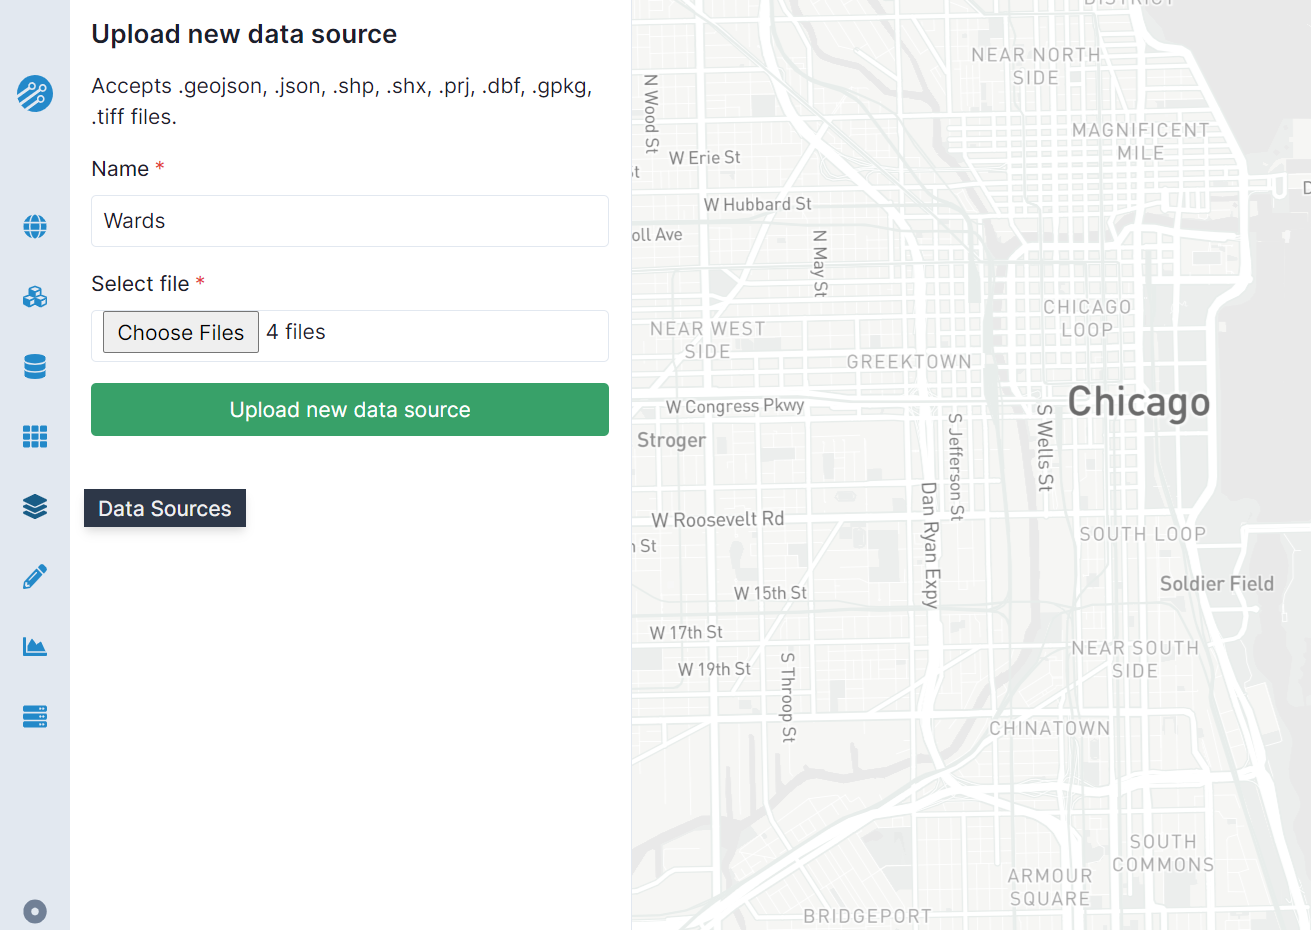 Upload new data source
Accepts .geojson, .json, .shp, .shx, .prj, .dbf, .gpkg,
.tiff files.
Name *
Wards
Select file *
Choose Files 4 files
Upload new data source
Data Sources
DISTRICT
NEAR NORTH
SIDE
N Wood St
MAGNIFICENT
MILE
W Erie St
st
D
W Hubbard St
oll Ave
N May St
CHICAGO
LOOP
NEAR WEST
SIDE
GREEKTOWN
Chicago
W Congress Pkwy
S Wells St
S Jefferson St
Stroger
Dan Ryan Expy
W Roosevelt Rd
SOUTH LOOP
h St
Soldier Field
W 15th St
W 17th St
NEAR SOUTH
SIDE
W 19th St
S Throop St
CHINATOWN
SOUTH
COMMONS
ARMOUR
SQUARE
BRIDGEPORT